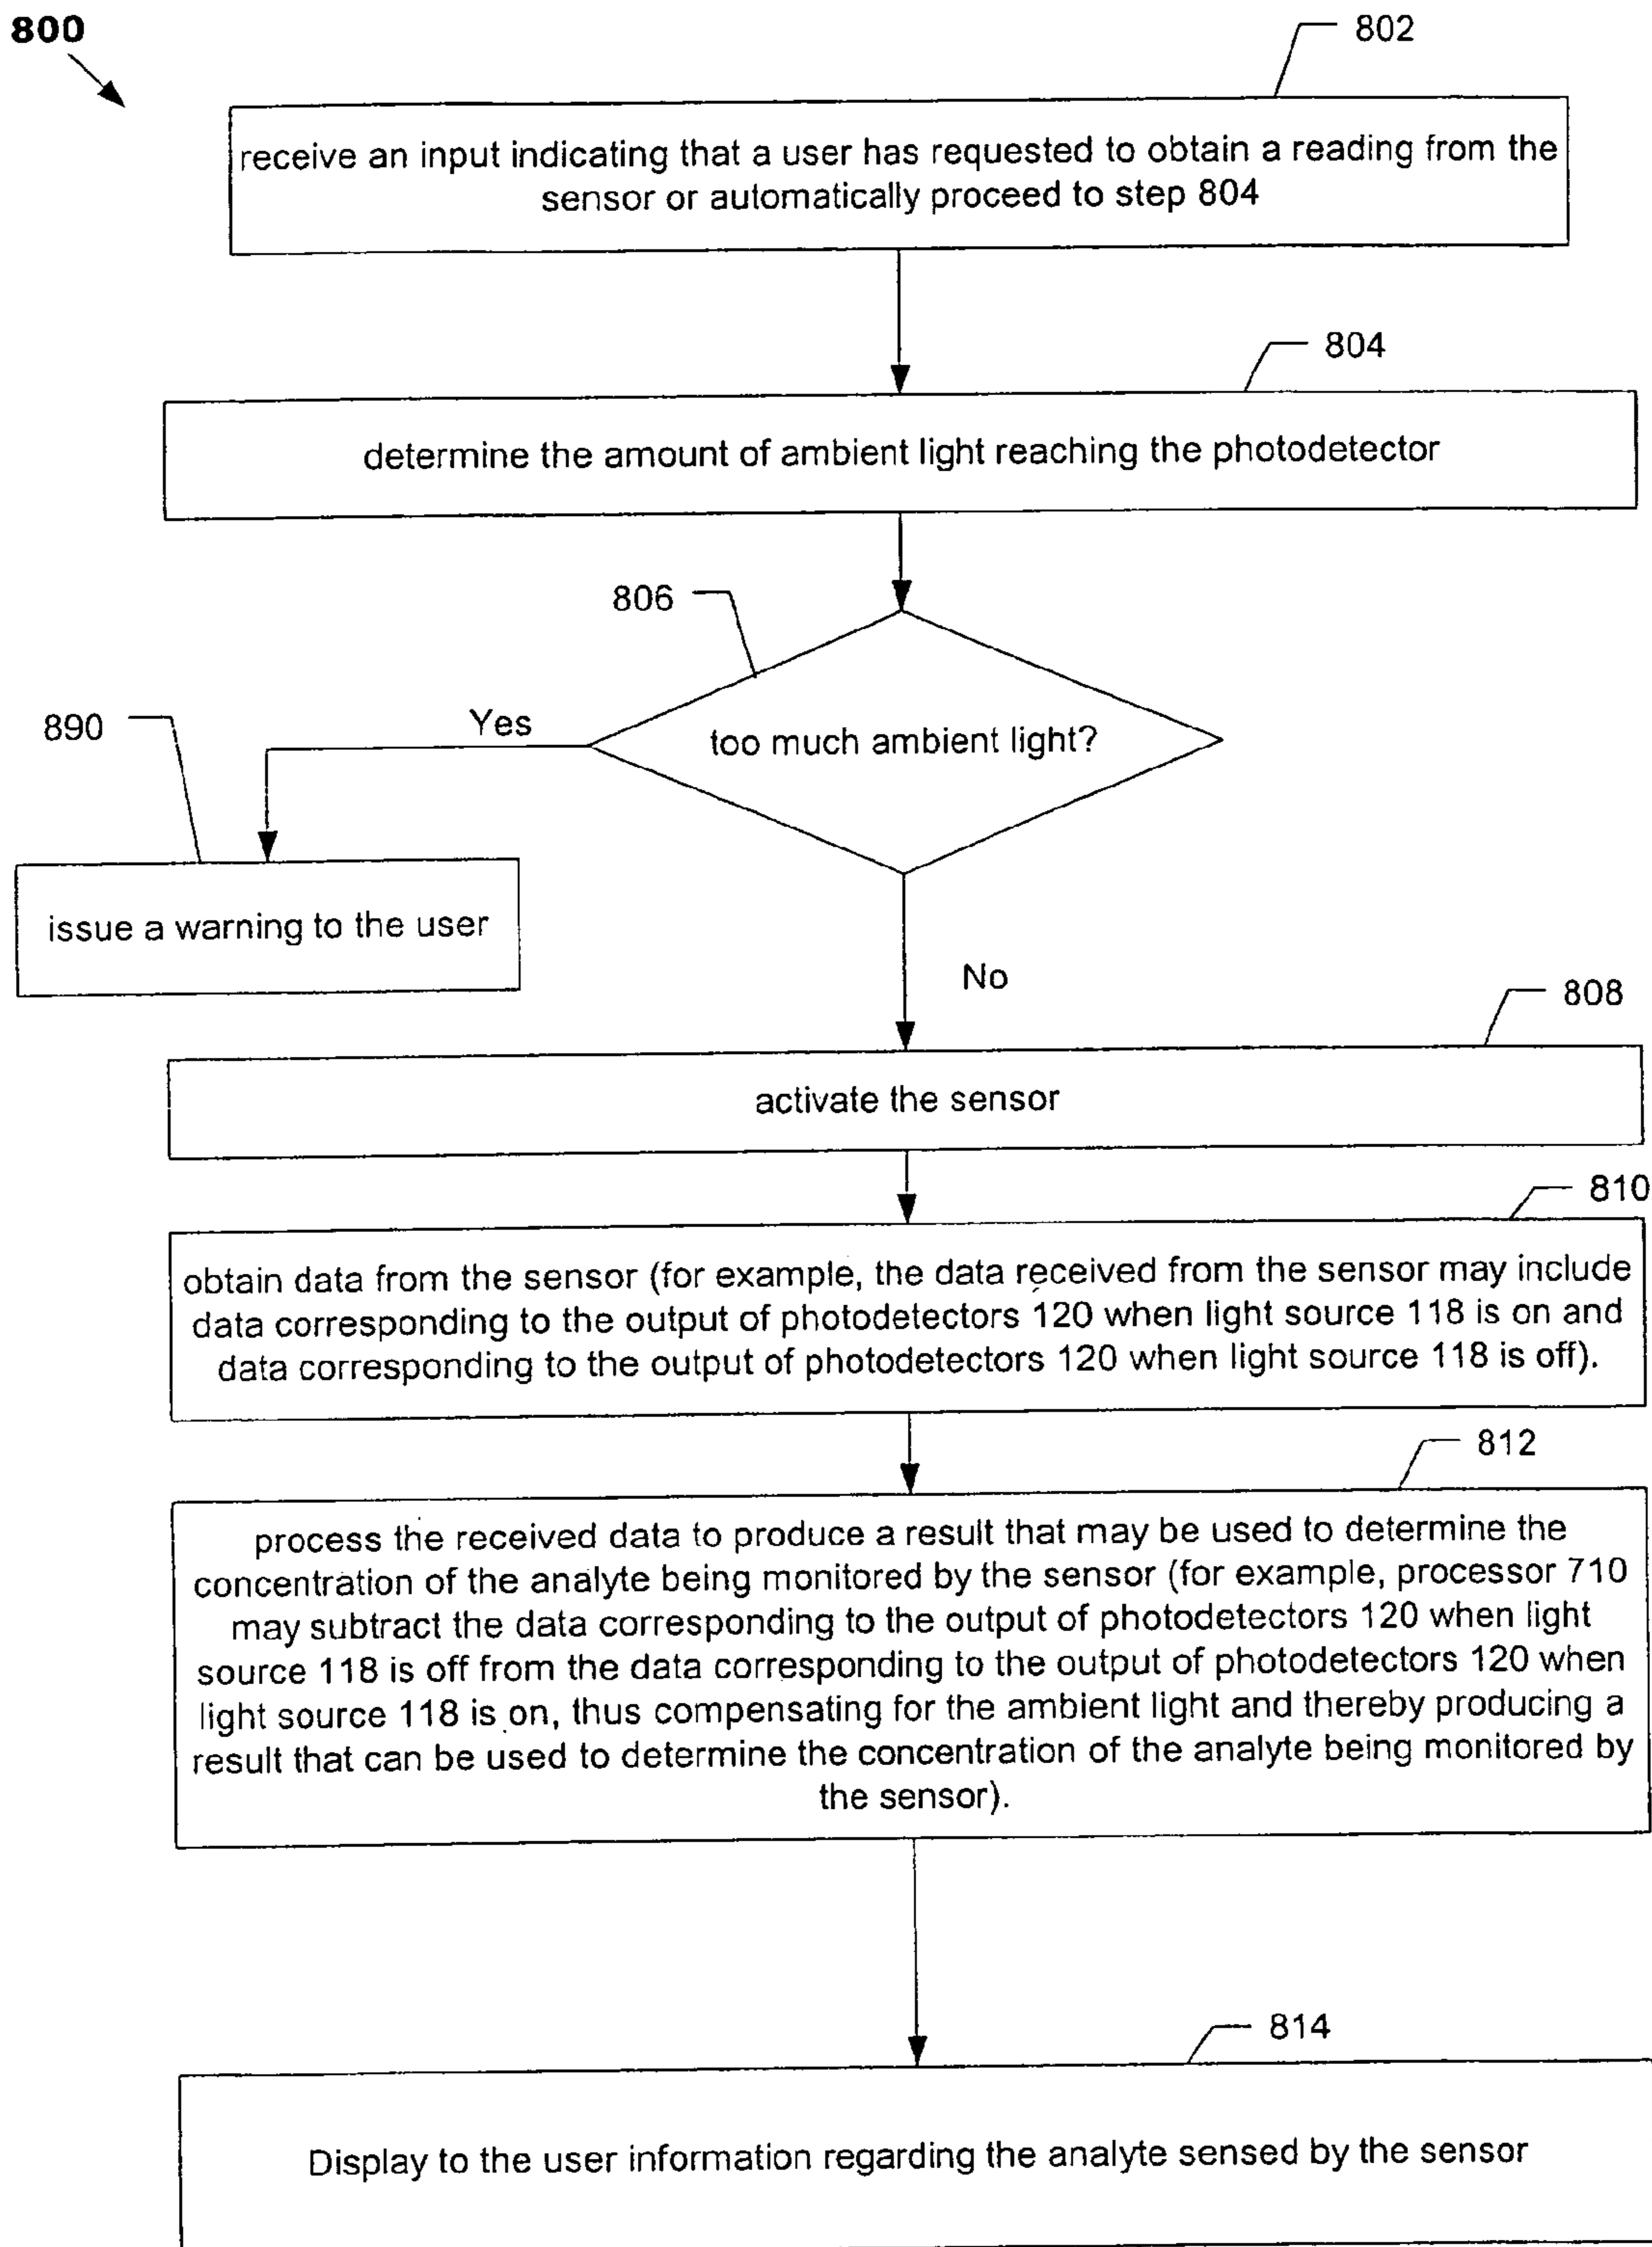 800
802
receive an input indicating that a user has requested to obtain a reading from the
sensor or automatically proceed to step 804
804
determine the amount of ambient light reaching the photodetector
806
too much ambient light?
Yes
890
issue a warning to the user
No
808
activate the sensor
810
obtain data from the sensor (for example, the data received from the sensor may include
data corresponding to the output of photodetectors 120 when light source 118 is on and
data corresponding to the output of photodetectors 120 when light source 118 is off).
812
process the received data to produce a result that may be used to determine the
concentration of the analyte being monitored by the sensor (for example, processor 710
may subtract the data corresponding to the output of photodetectors 120 when light
source 118 is off from the data corresponding to the output of photodetectors 120 when
light source 118 is on, thus compensating for the ambient light and thereby producing a
result that can be used to determine the concentration of the analyte being monitored by
the sensor).
814
Display to the user information regarding the analyte sensed by the sensor